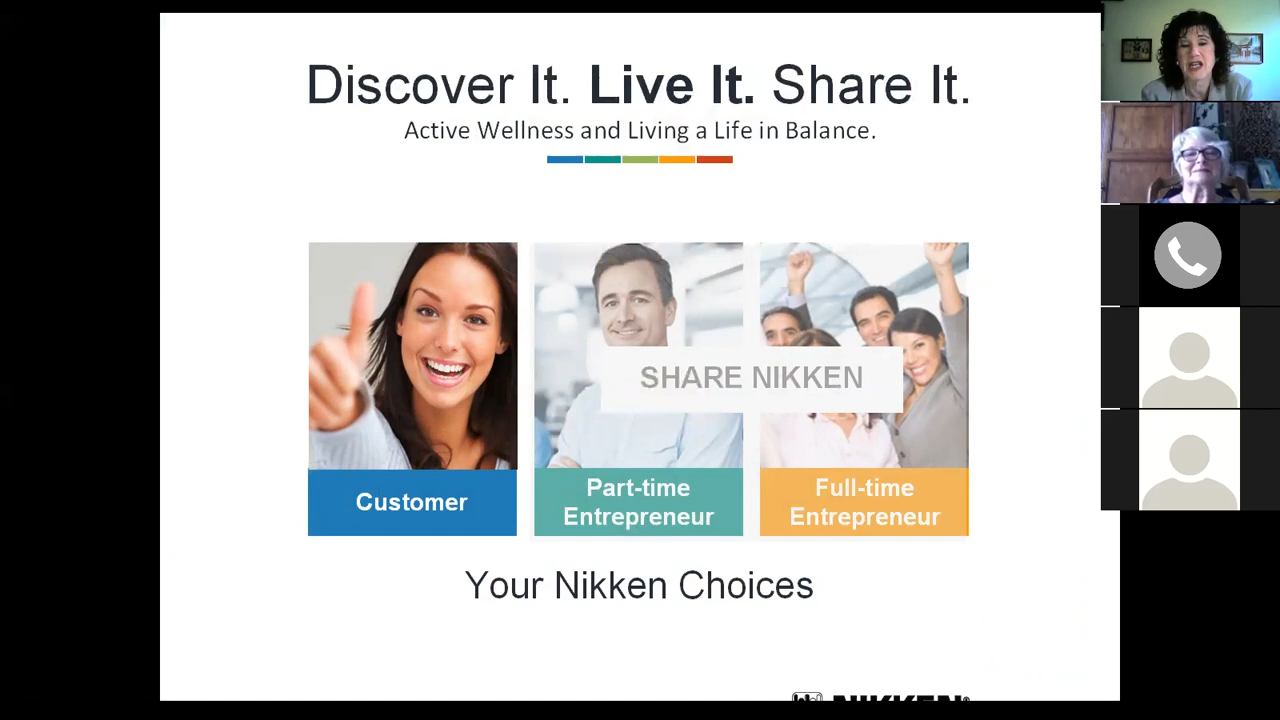 Discover It. Live It. Share It.
Active Wellness and Living a Life in Balance.
SHARE NIKKEN
Customer
Part-time
Entrepreneur
Full-time
Entrepreneur
Your Nikken Choices
NIKKEN®